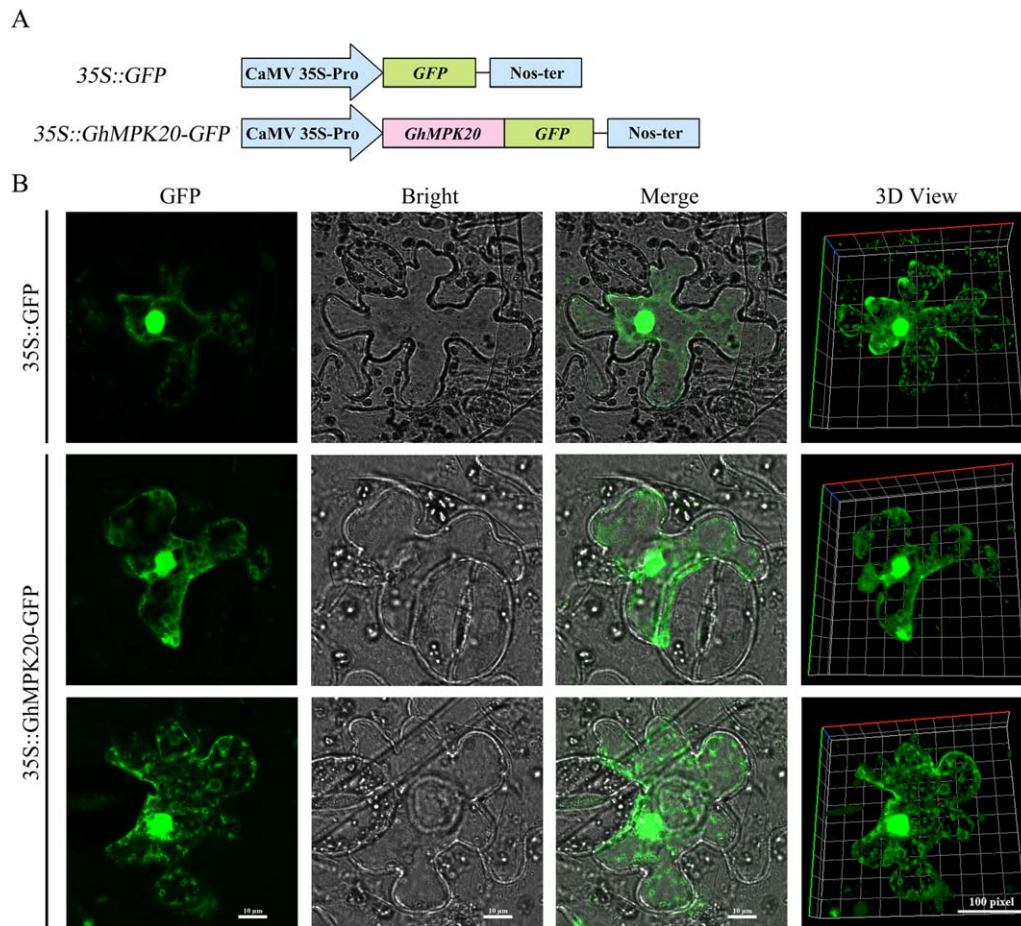 A
35S::GFP CaMV 35S-Pro GFP Nos-ter
35S::GhMPK20-GFP CaMV 35S-Pro GhMPK20 GFP Nos-ter
B
GFP Bright Merge 3D View
35S::GFP
35S::GhMPK20-GFP
10 μm 10 μm 10 μm 100 pixel